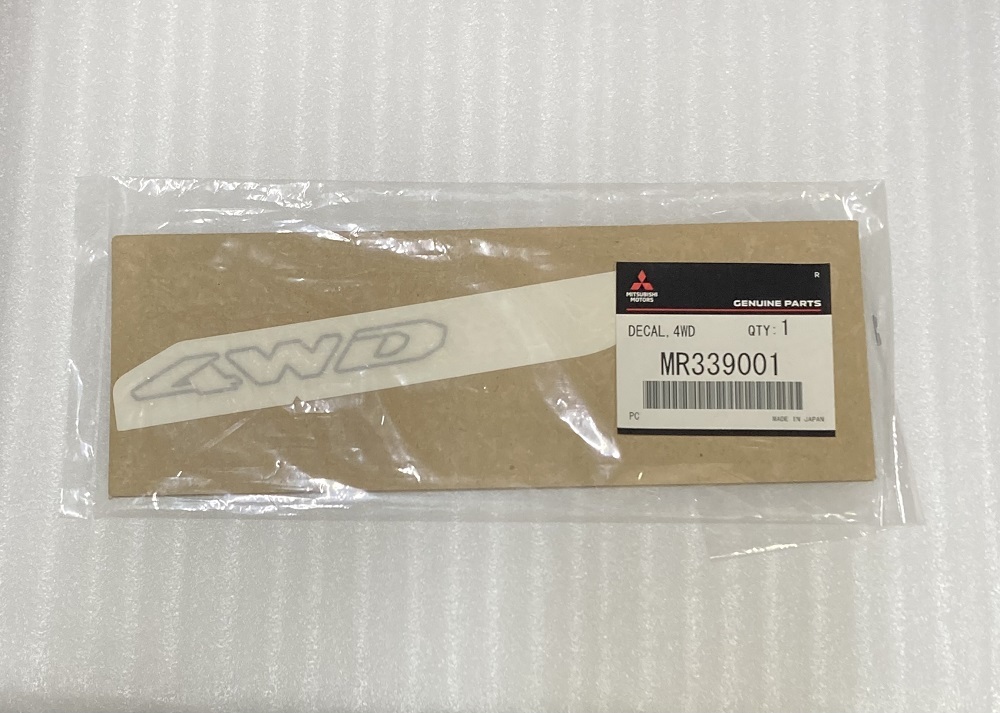 4WD
R
MITSUBISHI
MOTORS
GENUINE PARTS
DECAL, 4WD QTY: 1
MR339001
PC MADE IN JAPAN